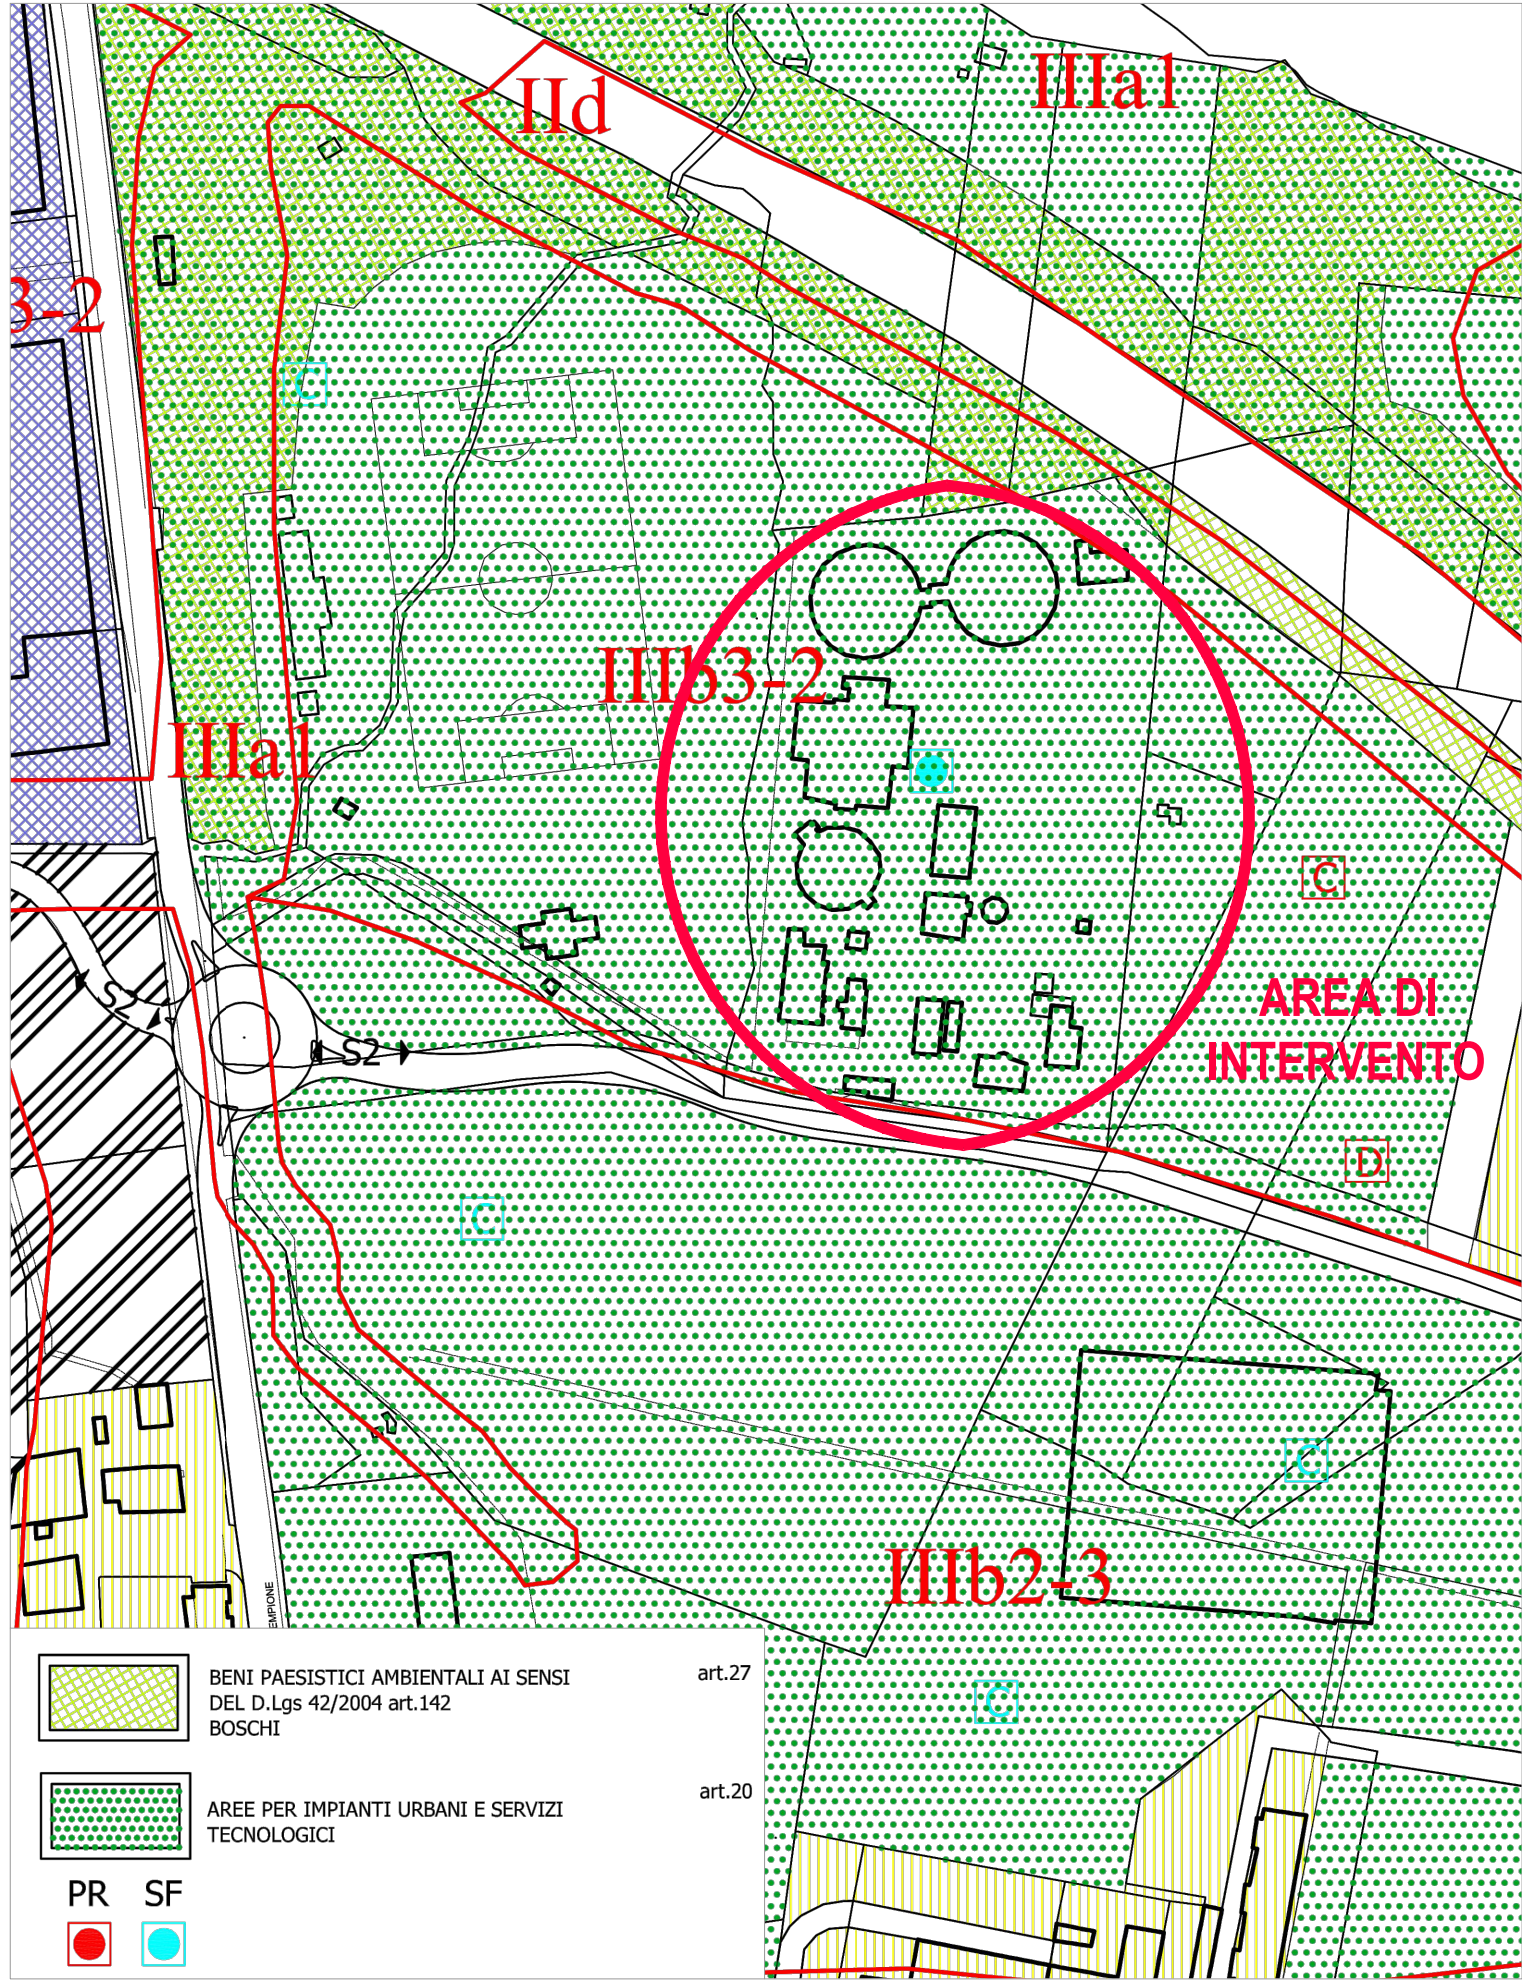 IId
IIIa1
3-2
C
IIIb3-2
IIIa1
C
S2
S2
AREA DI
INTERVENTO
D
C
C
IIIb2-3
EMPIONE
C
BENI PAESISTICI AMBIENTALI AI SENSI
DEL D.Lgs 42/2004 art.142
BOSCHI
art.27
AREE PER IMPIANTI URBANI E SERVIZI
TECNOLOGICI
art.20
PR SF